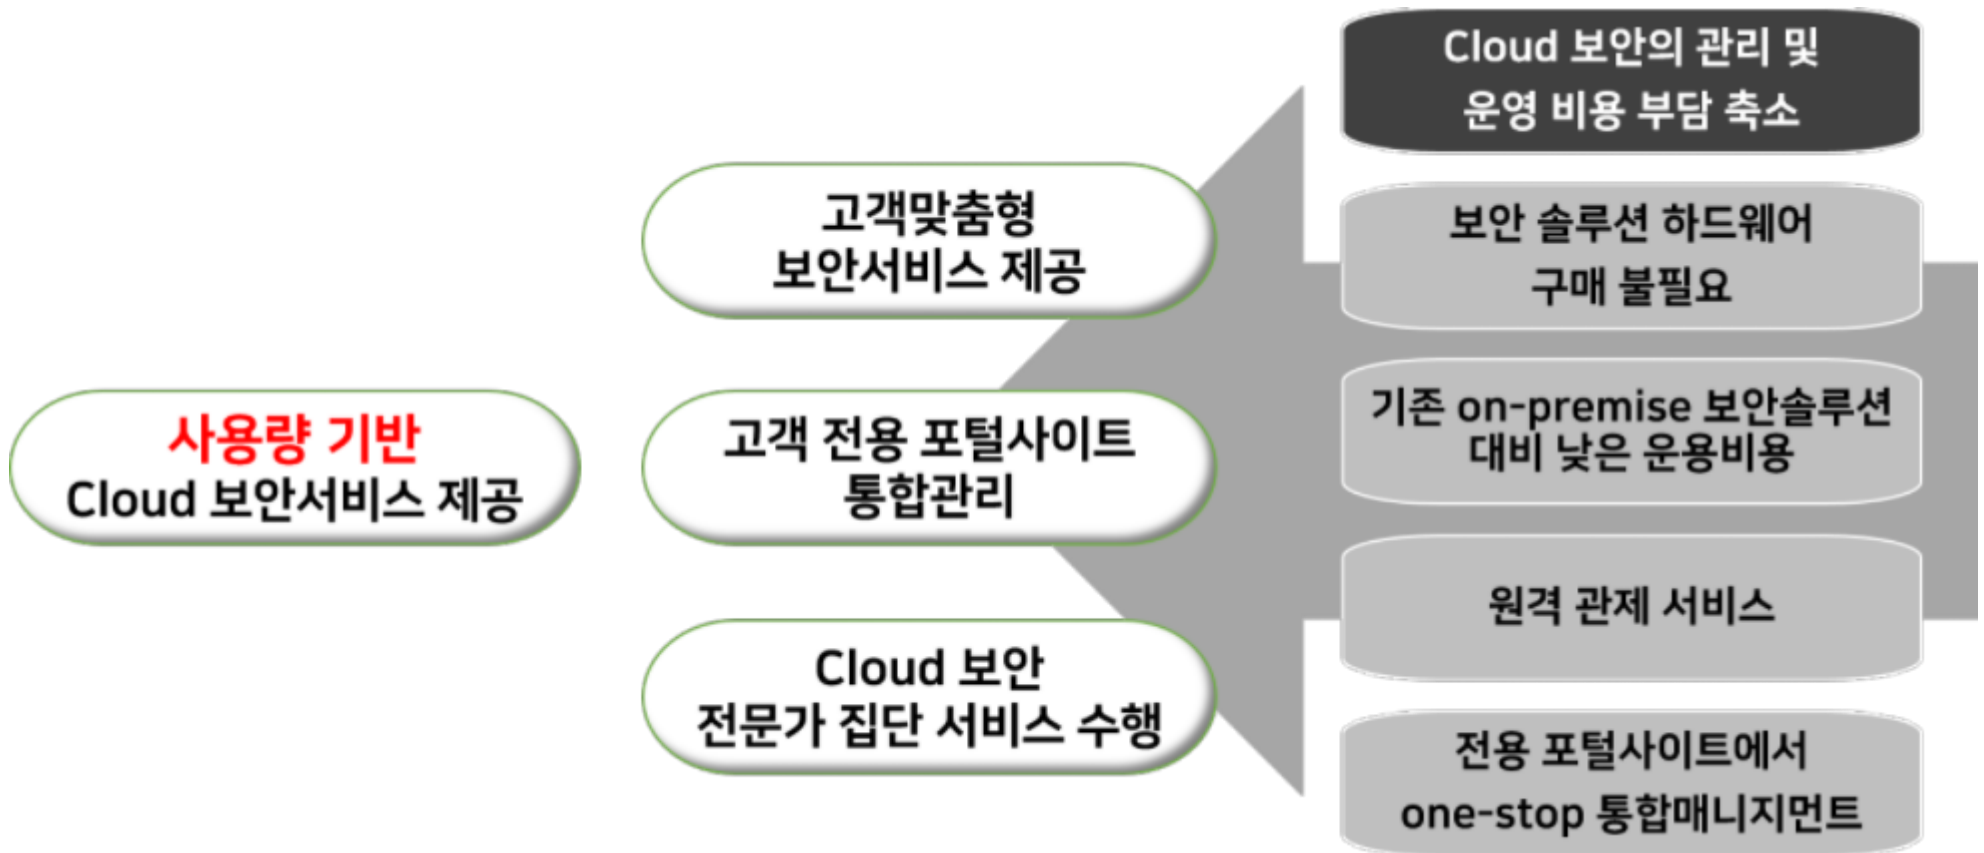 사용량 기반
Cloud 보안서비스 제공
고객맞춤형
보안서비스 제공
고객 전용 포털사이트
통합관리
Cloud 보안
전문가 집단 서비스 수행
Cloud 보안의 관리 및
운영 비용 부담 축소
보안 솔루션 하드웨어
구매 불필요
기존 on-premise 보안솔루션
대비 낮은 운용비용
원격 관제 서비스
전용 포털사이트에서
one-stop 통합매니지먼트